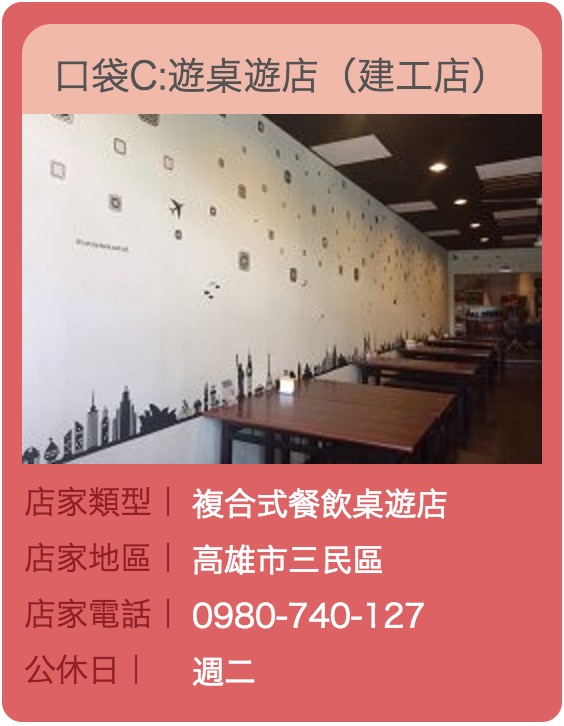 口袋C:遊桌遊店（建工店）
店家類型｜ 複合式餐飲桌遊店
店家地區｜ 高雄市三民區
店家電話｜ 0980-740-127
公休日｜ 週二